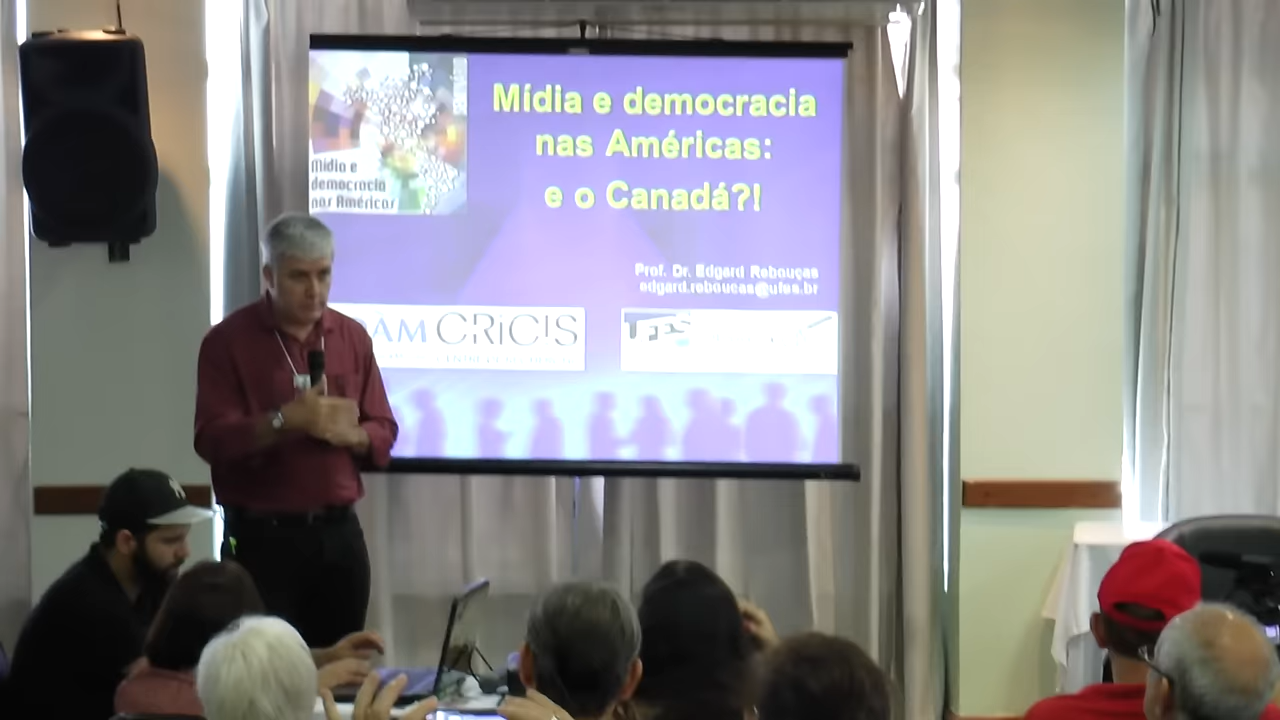 Mídia e democracia
nas Américas:
e o Canadá?!
Mídia e
democracia
nas Américas
Prof. Dr. Edgard Rebouças
edgard.reboucas@ufes.br
CRiCIS